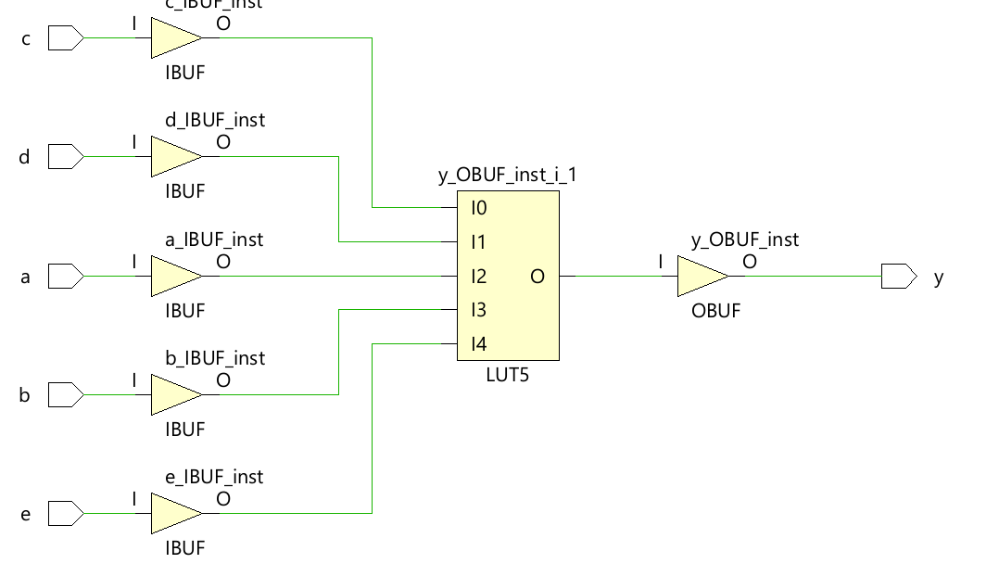 c_IBUF_inst
c
I
O
IBUF
d_IBUF_inst
d
I
O
IBUF
y_OBUF_inst_i_1
I0
a_IBUF_inst
I1
y_OBUF_inst
a
I
O
I2
O
I
O
y
IBUF
I3
OBUF
b_IBUF_inst
I4
I
O
LUT5
b
IBUF
e_IBUF_inst
e
I
O
IBUF